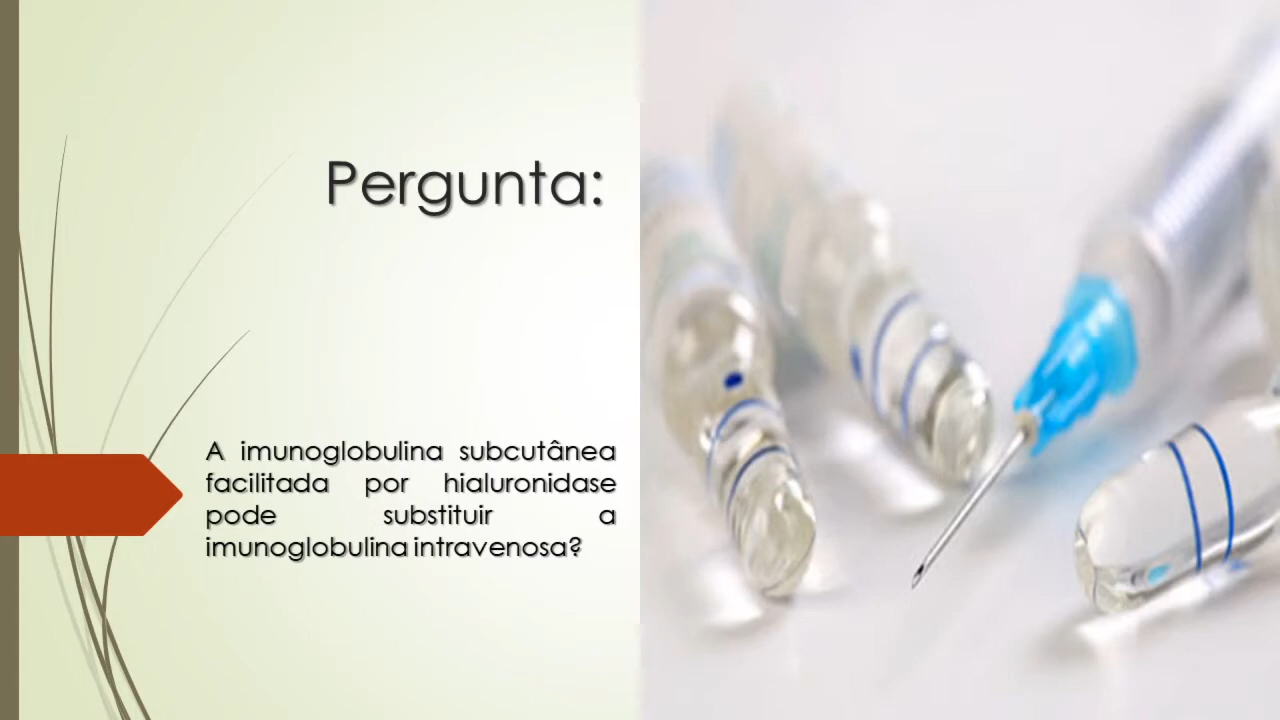 Pergunta:
A imunoglobulina subcutânea
facilitada por hialuronidase
pode substituir a
imunoglobulina intravenosa?